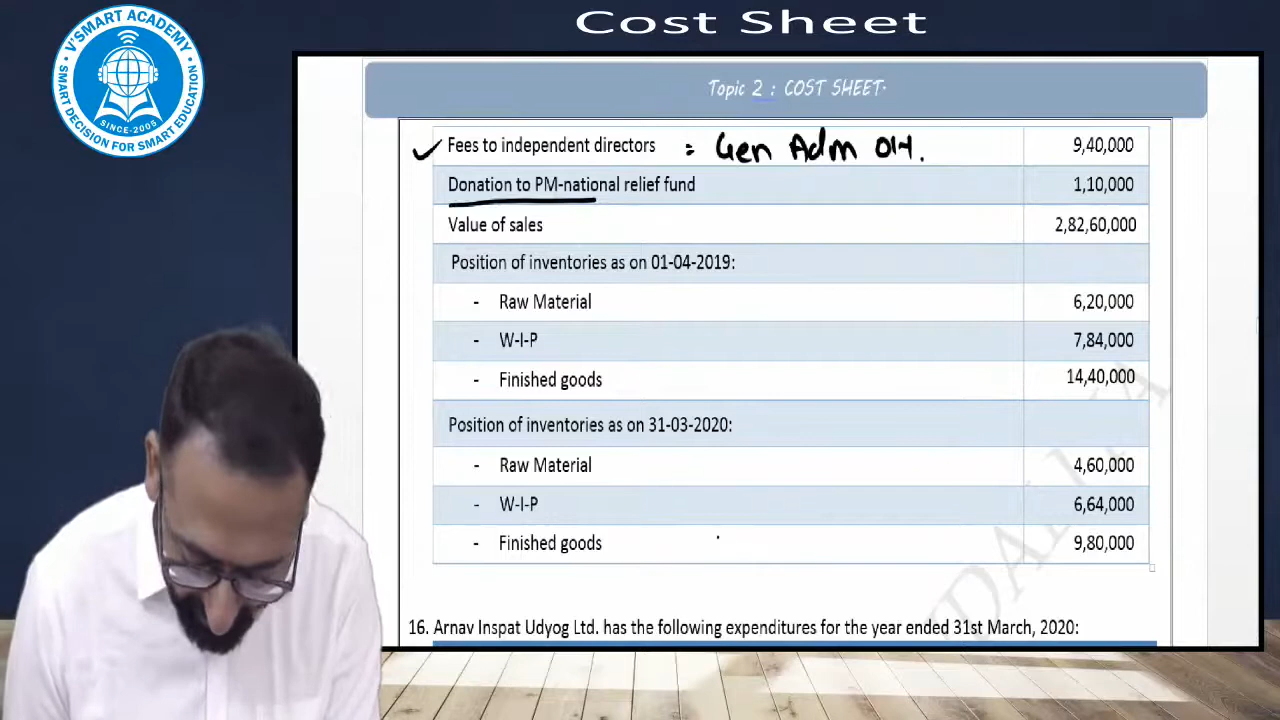 Cost Sheet
V'SMART ACADEMY
SMART DECISION FOR SMART EDUCATION
SINCE-2005
Topic 2 : COST SHEET
Fees to independent directors = Gen Adm OH. 9,40,000
Donation to PM-national relief fund 1,10,000
Value of sales 2,82,60,000
Position of inventories as on 01-04-2019:
- Raw Material 6,20,000
- W-I-P 7,84,000
- Finished goods 14,40,000
Position of inventories as on 31-03-2020:
- Raw Material 4,60,000
- W-I-P 6,64,000
- Finished goods 9,80,000
16. Arnav Inspat Udyog Ltd. has the following expenditures for the year ended 31st March, 2020: